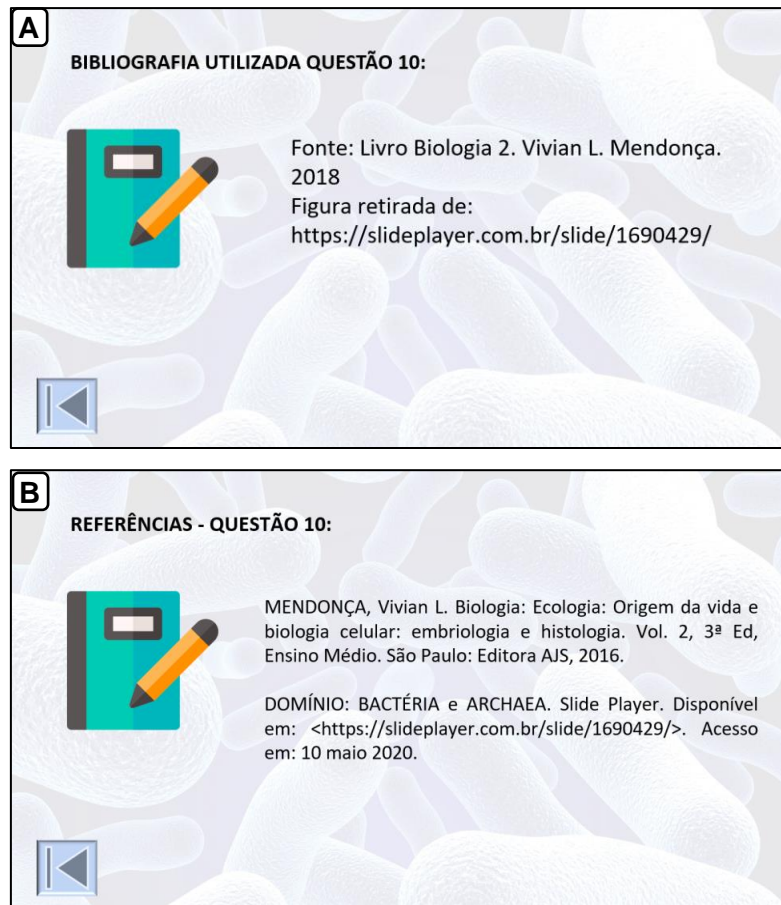 A
BIBLIOGRAFIA UTILIZADA QUESTÃO 10:
Fonte: Livro Biologia 2. Vivian L. Mendonça.
2018
Figura retirada de:
https://slideplayer.com.br/slide/1690429/
B
REFERÊNCIAS - QUESTÃO 10:
MENDONÇA, Vivian L. Biologia: Ecologia: Origem da vida e
biologia celular: embriologia e histologia. Vol. 2, 3ª Ed,
Ensino Médio. São Paulo: Editora AJS, 2016.
DOMÍNIO: BACTÉRIA e ARCHAEA. Slide Player. Disponível
em: <https://slideplayer.com.br/slide/1690429/>. Acesso
em: 10 maio 2020.